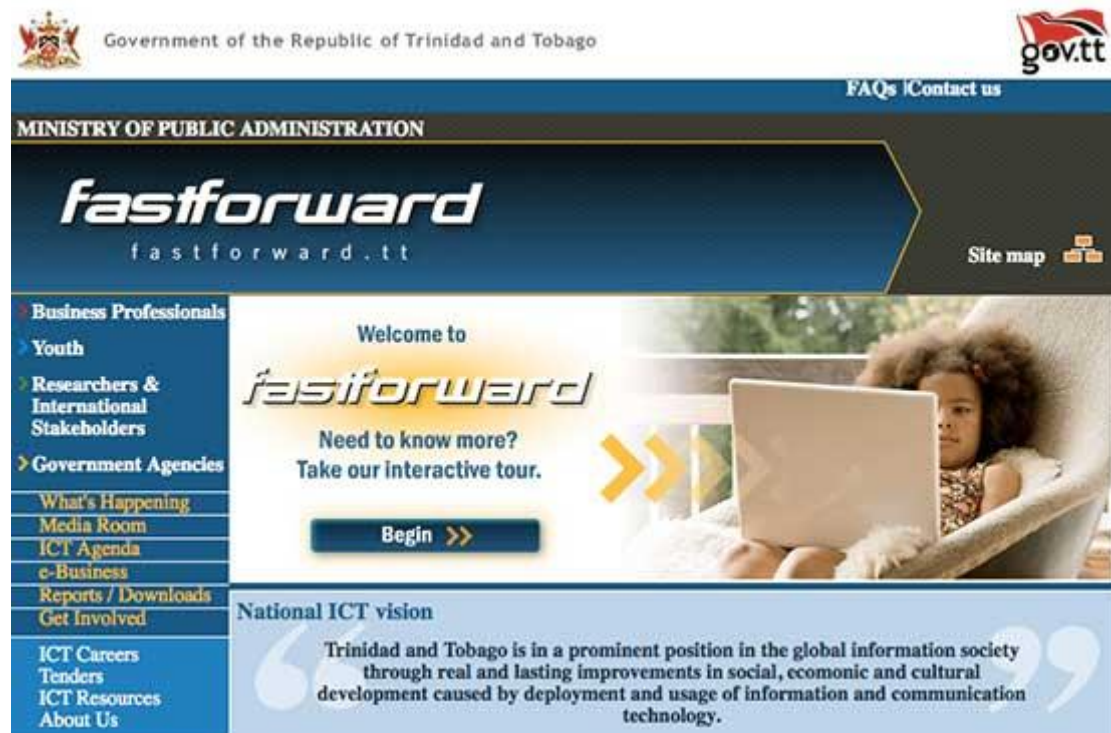 Government of the Republic of Trinidad and Tobago
gov.tt
FAQs |Contact us
MINISTRY OF PUBLIC ADMINISTRATION
fastforward
fastforward.tt
Site map
Business Professionals
Youth
Researchers &
International
Stakeholders
Government Agencies
What's Happening
Media Room
ICT Agenda
e-Business
Reports / Downloads
Get Involved
ICT Careers
Tenders
ICT Resources
About Us
Welcome to
fastforward
Need to know more?
Take our interactive tour.
Begin >>
National ICT vision
Trinidad and Tobago is in a prominent position in the global information society
through real and lasting improvements in social, ecomonic and cultural
development caused by deployment and usage of information and communication
technology.